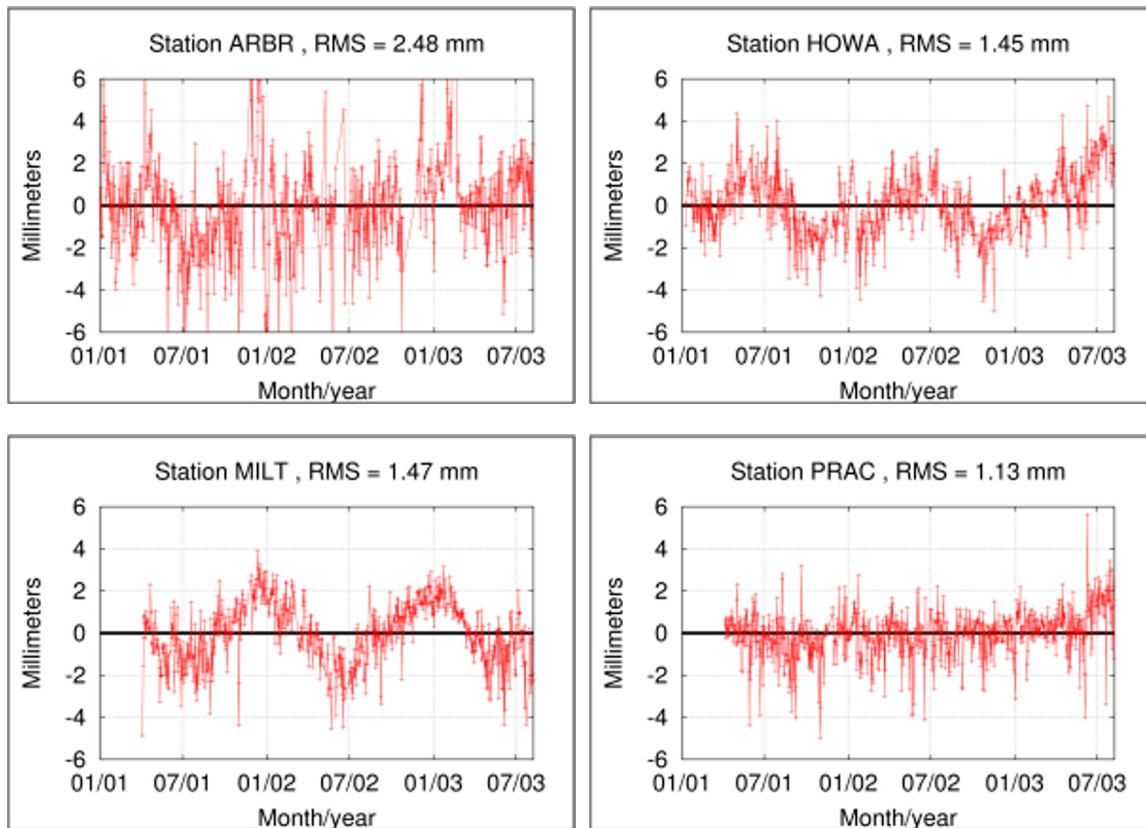 Station ARBR , RMS = 2.48 mm
6
4
2
0
-2
-4
-6
Millimeters
01/01 07/01 01/02 07/02 01/03 07/03
Month/year
Station HOWA , RMS = 1.45 mm
6
4
2
0
-2
-4
-6
Millimeters
01/01 07/01 01/02 07/02 01/03 07/03
Month/year
Station MILT , RMS = 1.47 mm
6
4
2
0
-2
-4
-6
Millimeters
01/01 07/01 01/02 07/02 01/03 07/03
Month/year
Station PRAC , RMS = 1.13 mm
6
4
2
0
-2
-4
-6
Millimeters
01/01 07/01 01/02 07/02 01/03 07/03
Month/year